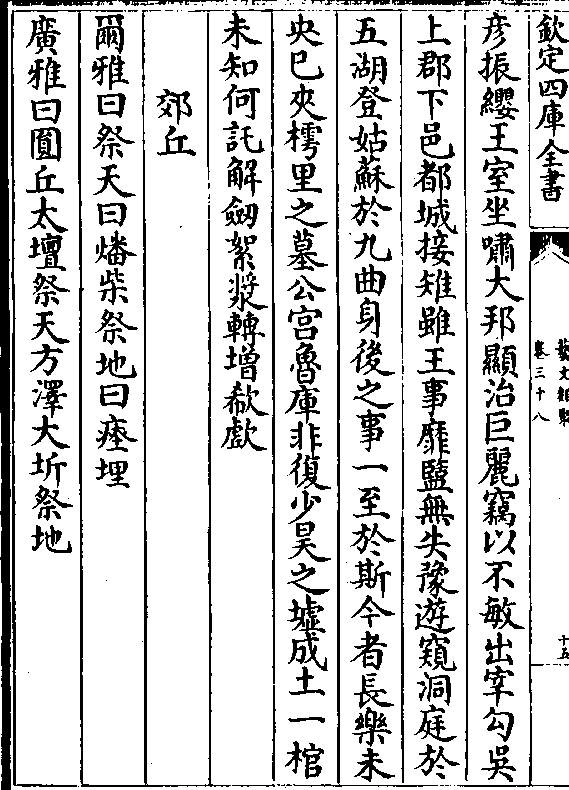 欽定四庫全書
藝文類聚
卷三十八
十五
彦振纓王室坐嘯大邦顯治巨麗竊以不敏出宰勾吳
上郡下邑都城接雉雖王事靡盬無失豫遊窺洞庭於
五湖登姑蘇於九曲身後之事一至於斯今者長樂未
央已夾樗里之墓公宫魯庫非復少昊之墟成土一棺
未知何託解劒絮漿轉增欷歔
郊丘
爾雅曰祭天曰燔柴祭地曰瘞埋
廣雅曰圜丘太壇祭天方澤大圻祭地